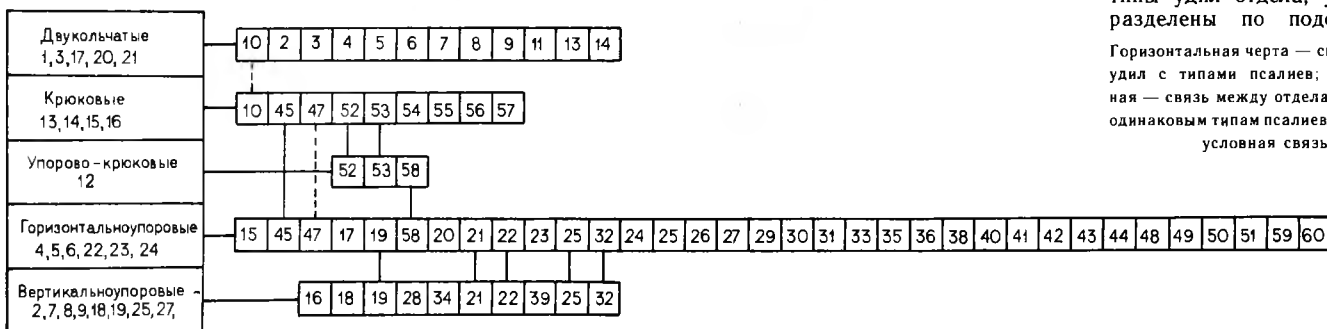 Двукольчатые
1,3,17, 20, 21
10 2 3 4 5 6 7 8 9 11 13 14
Крюковые
13,14,15,16
10 45 47 52 53 54 55 56 57
Упорово-крюковые
12
52 53 58
Горизонтальноупоровые
4,5,6,22,23, 24
15 45 47 17 19 58 20 21 22 23 25 32 24 25 26 27 29 30 31 33 35 36 38 40 41 42 43 44 48 49 50 51 59 60
Вертикальноупоровые -
2,7,8,9,18,19,25,27,
16 18 19 28 34 21 22 39 25 32
удил отдела,
разделены по
Горизонтальная черта —
удил с типами псалиев;
ная — связь между
одинаковым типам псалиев
условная связь